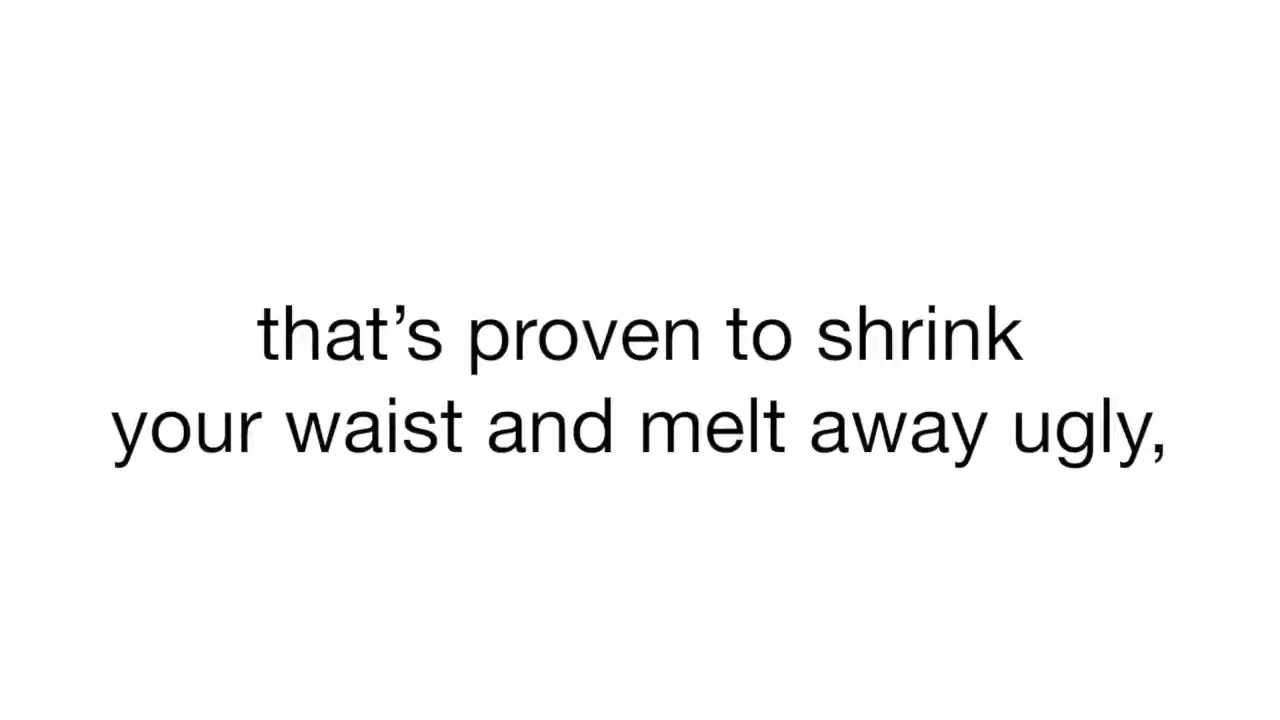 that’s proven to shrink
your waist and melt away ugly,